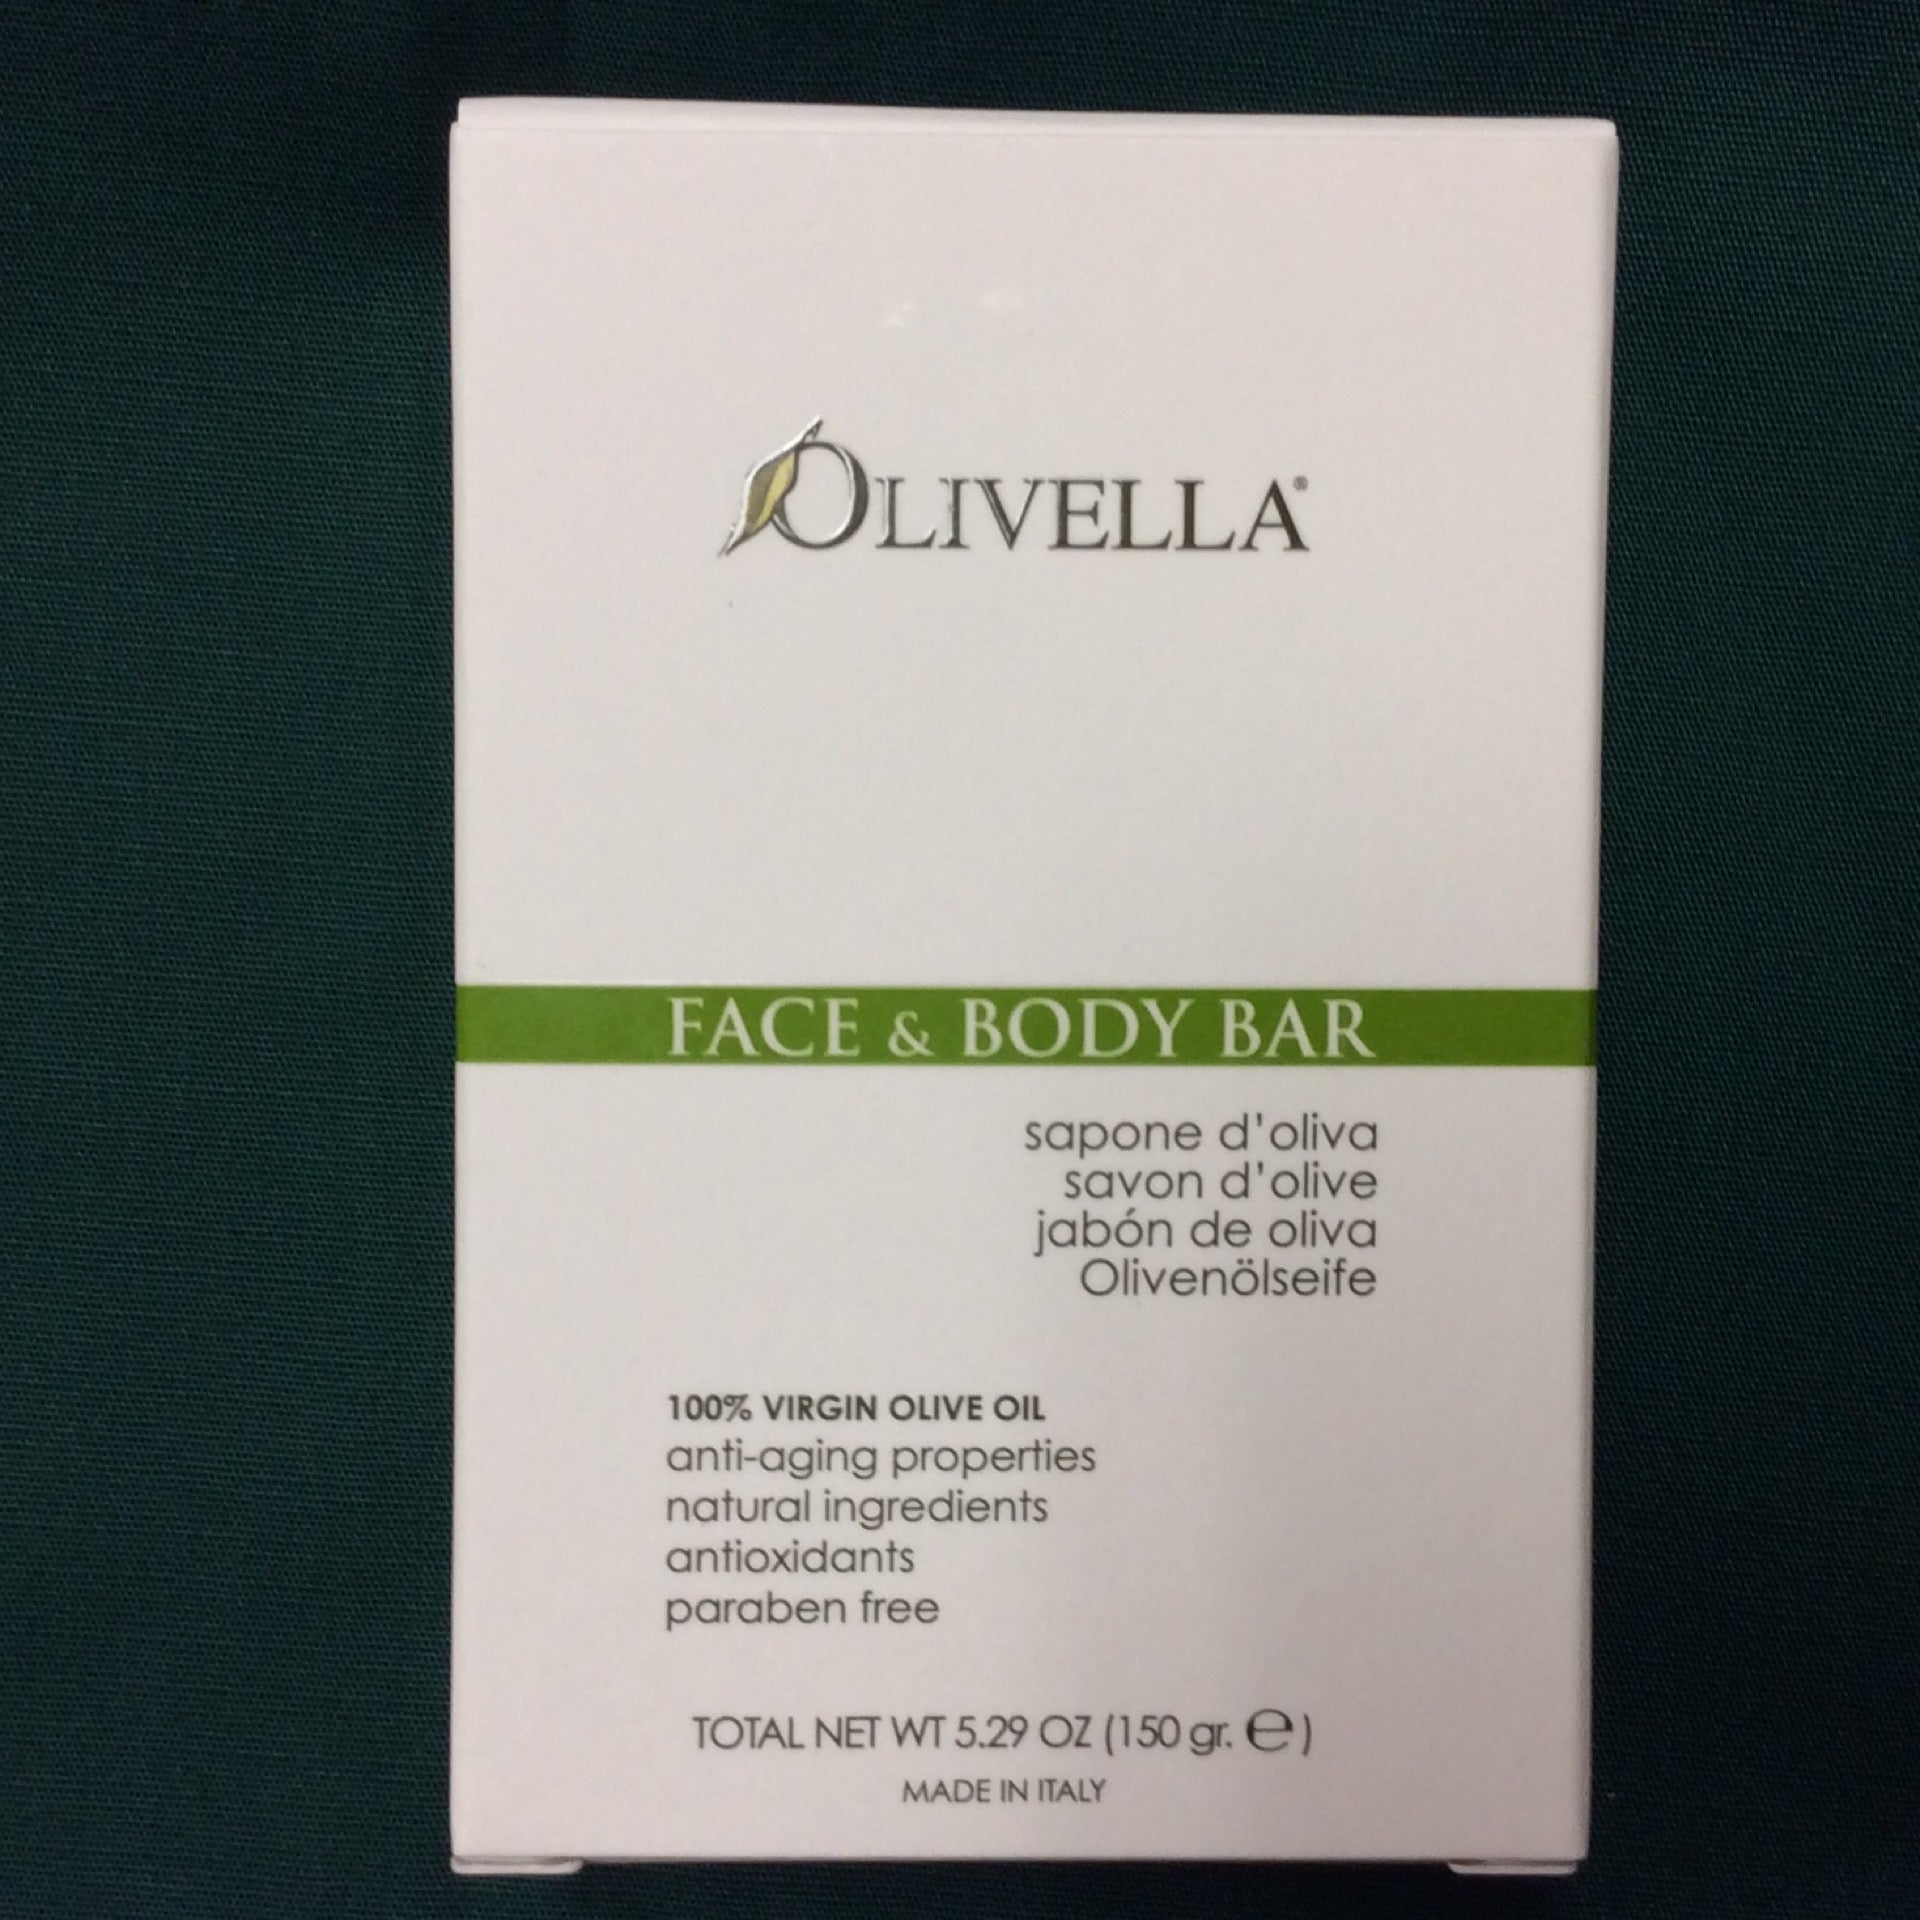 OLIVELLA®
FACE & BODY BAR
sapone d'oliva
savon d'olive
jabón de oliva
Olivenölseife
100% VIRGIN OLIVE OIL
anti-aging properties
natural ingredients
antioxidants
paraben free
TOTAL NET WT 5.29 OZ (150 gr. ℮)
MADE IN ITALY